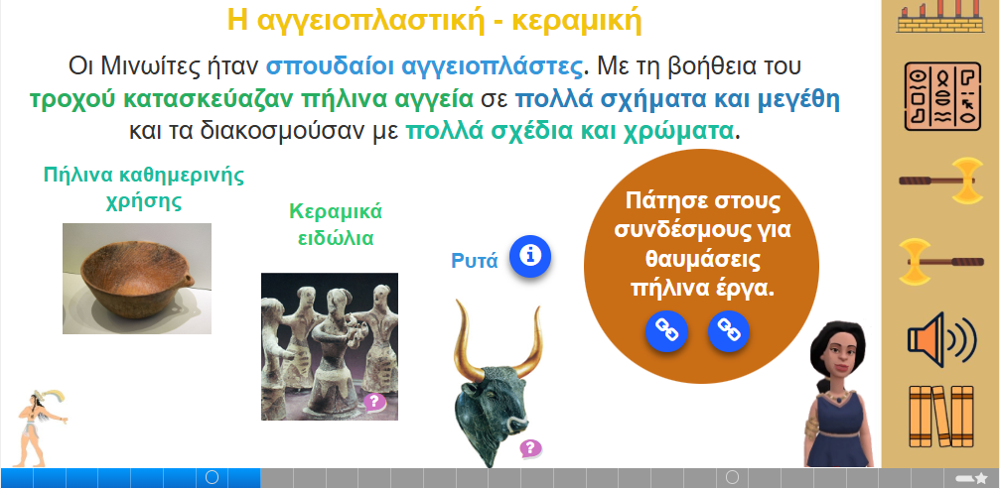 Η αγγειοπλαστική - κεραμική
Οι Μινωίτες ήταν σπουδαίοι αγγειοπλάστες. Με τη βοήθεια του
τροχού κατασκεύαζαν πήλινα αγγεία σε πολλά σχήματα και μεγέθη
και τα διακοσμούσαν με πολλά σχέδια και χρώματα.
Πήλινα καθημερινής
χρήσης
Κεραμικά
ειδώλια
Ρυτά
Πάτησε στους
συνδέσμους για
θαυμάσεις
πήλινα έργα.
?
?